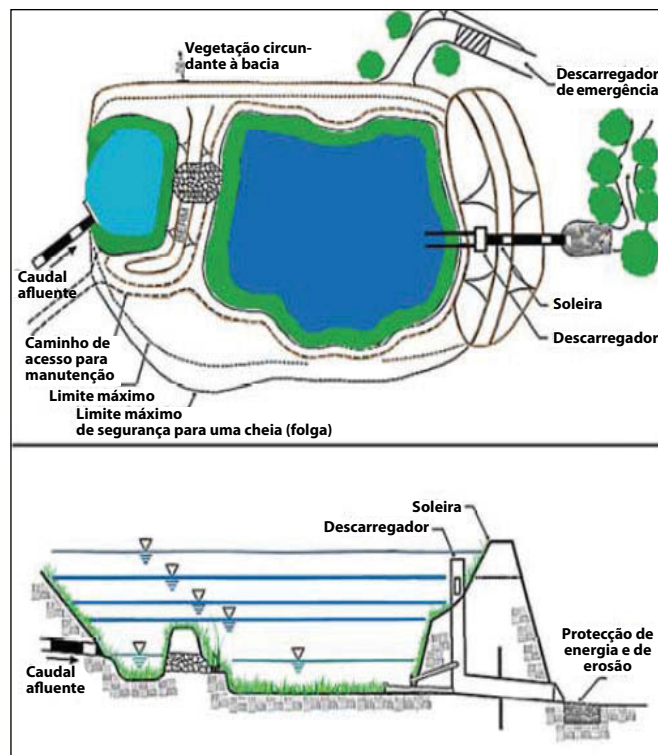 Vegetação circun-
dante à bacia
Descarregador
de emergência
Caudal
afluente
Soleira
Descarregador
Caminho de
acesso para
manutenção
Limite máximo
Limite máximo
de segurança para uma cheia (folga)
Soleira
Descarregador
Protecção de
energia e de
erosão
Caudal
afluente